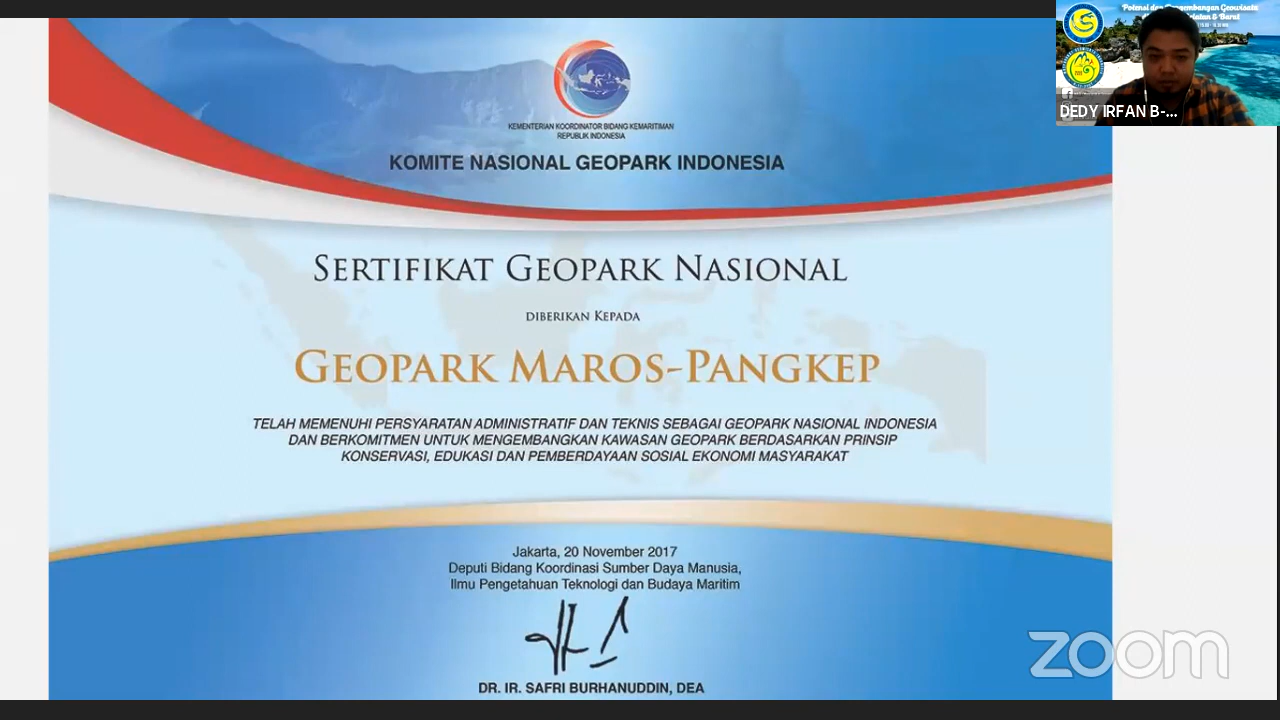 KEMENTERIAN KOORDINATOR BIDANG KEMARITIMAN
REPUBLIK INDONESIA
KOMITE NASIONAL GEOPARK INDONESIA
SERTIFIKAT GEOPARK NASIONAL
DIBERIKAN KEPADA
GEOPARK MAROS-PANGKEP
TELAH MEMENUHI PERSYARATAN ADMINISTRATIF DAN TEKNIS SEBAGAI GEOPARK NASIONAL INDONESIA
DAN BERKOMITMEN UNTUK MENGEMBANGKAN KAWASAN GEOPARK BERDASARKAN PRINSIP
KONSERVASI, EDUKASI DAN PEMBERDAYAAN SOSIAL EKONOMI MASYARAKAT
Jakarta, 20 November 2017
Deputi Bidang Koordinasi Sumber Daya Manusia,
Ilmu Pengetahuan Teknologi dan Budaya Maritim
DR. IR. SAFRI BURHANUDDIN, DEA
Potensi
Geowisata
& Barat
DEDY IRFAN B-...
zoom